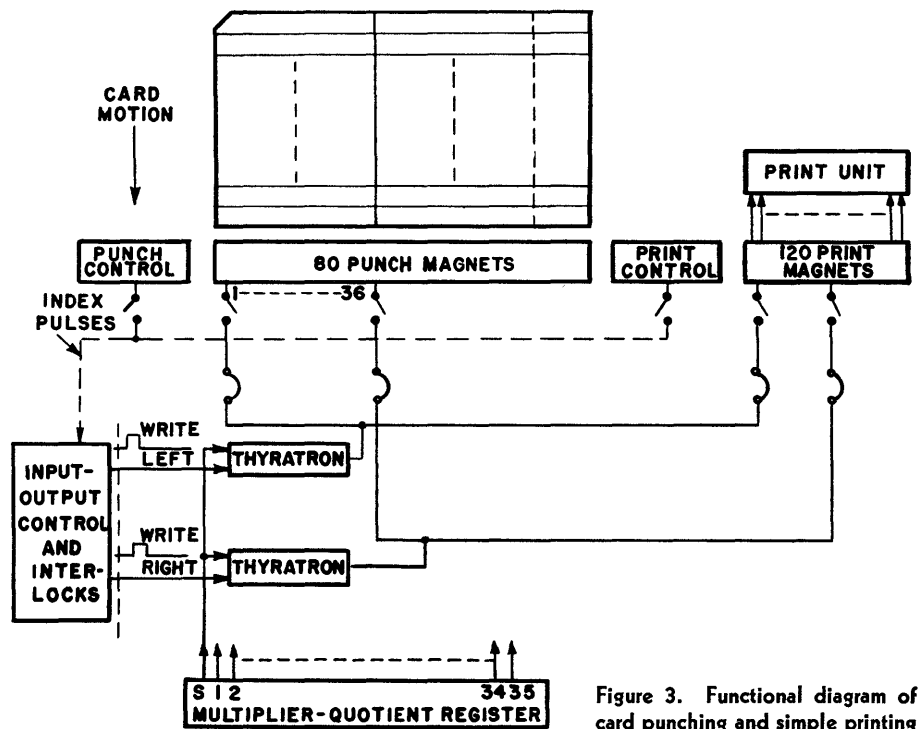 CARD
MOTION
PRINT UNIT
PUNCH
CONTROL
80 PUNCH MAGNETS
PRINT
CONTROL
120 PRINT
MAGNETS
1 36
INDEX
PULSES
INPUT-
OUTPUT
CONTROL
AND
INTER-
LOCKS
WRITE
LEFT
THYRATRON
WRITE
RIGHT
THYRATRON
S 1 2 34 35
MULTIPLIER-QUOTIENT REGISTER
Figure 3. Functional diagram of
card punching and simple printing